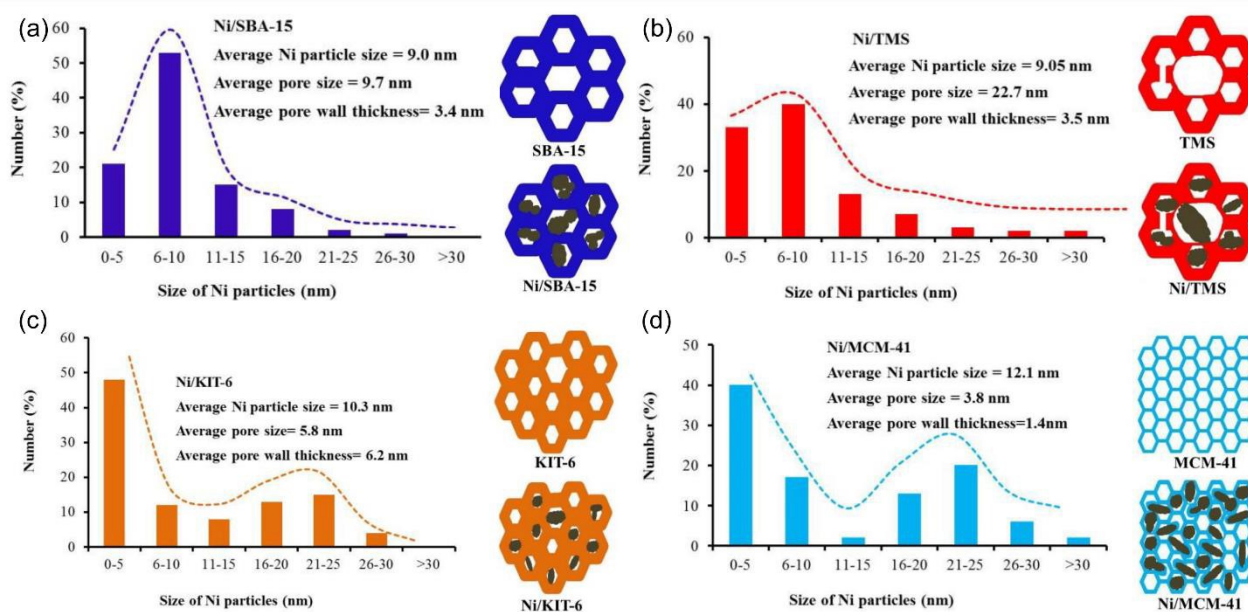 (a)
Ni/SBA-15
Average Ni particle size = 9.0 nm
Average pore size = 9.7 nm
Average pore wall thickness= 3.4 nm
Number (%)
60
50
40
30
20
10
0
0-5 6-10 11-15 16-20 21-25 26-30 >30
Size of Ni particles (nm)
SBA-15
Ni/SBA-15
(b)
Ni/TMS
Average Ni particle size = 9.05 nm
Average pore size = 22.7 nm
Average pore wall thickness= 3.5 nm
Number (%)
60
40
20
0
0-5 6-10 11-15 16-20 21-25 26-30 >30
Size of Ni particles (nm)
TMS
Ni/TMS
(c)
Ni/KIT-6
Average Ni particle size = 10.3 nm
Average pore size= 5.8 nm
Average pore wall thickness= 6.2 nm
Number (%)
60
50
40
30
20
10
0
0-5 6-10 11-15 16-20 21-25 26-30 >30
Size of Ni particles (nm)
KIT-6
Ni/KIT-6
(d)
Ni/MCM-41
Average Ni particle size = 12.1 nm
Average pore size = 3.8 nm
Average pore wall thickness=1.4nm
Number (%)
50
40
30
20
10
0
0-5 6-10 11-15 16-20 21-25 26-30 >30
Size of Ni particles (nm)
MCM-41
Ni/MCM-41